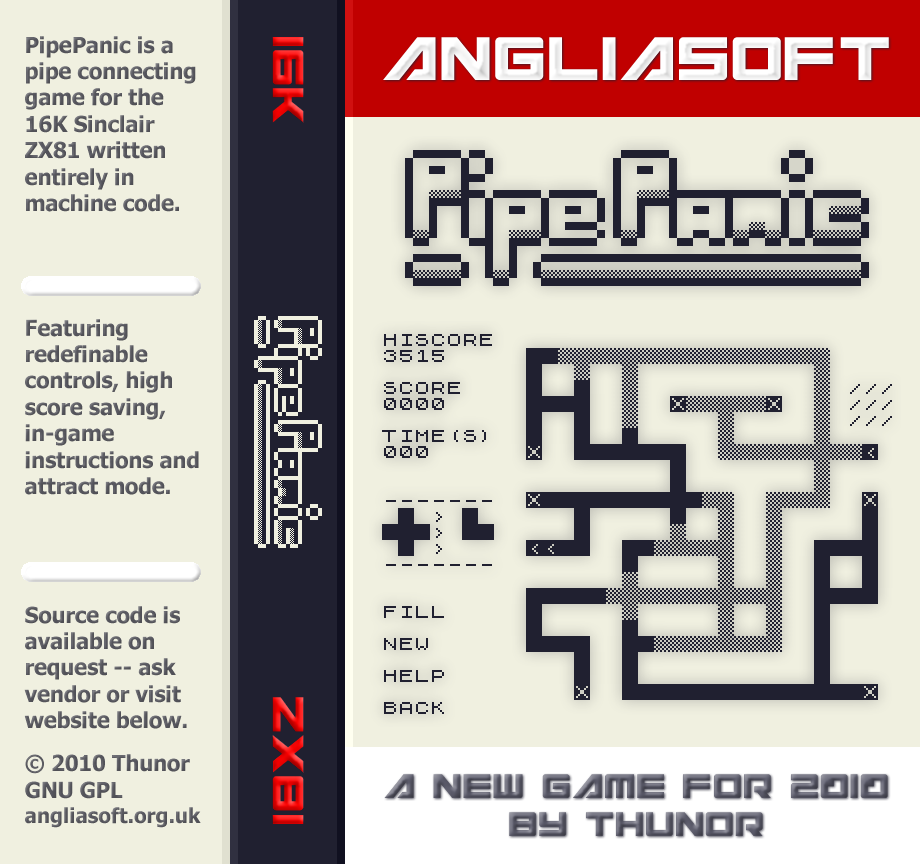 PipePanic is a
pipe connecting
game for the
16K Sinclair
ZX81 written
entirely in
machine code.
Featuring
redefinable
controls, high
score saving,
in-game
instructions and
attract mode.
Source code is
available on
request -- ask
vendor or visit
website below.
© 2010 Thunor
GNU GPL
angliasoft.org.uk
16K
PipePanic
ZX81
ANGLIASOFT
PipePanic
HISCORE
3515
SCORE
0000
TIME(S)
000
FILL
NEW
HELP
BACK
A NEW GAME FOR 2010
BY THUNOR